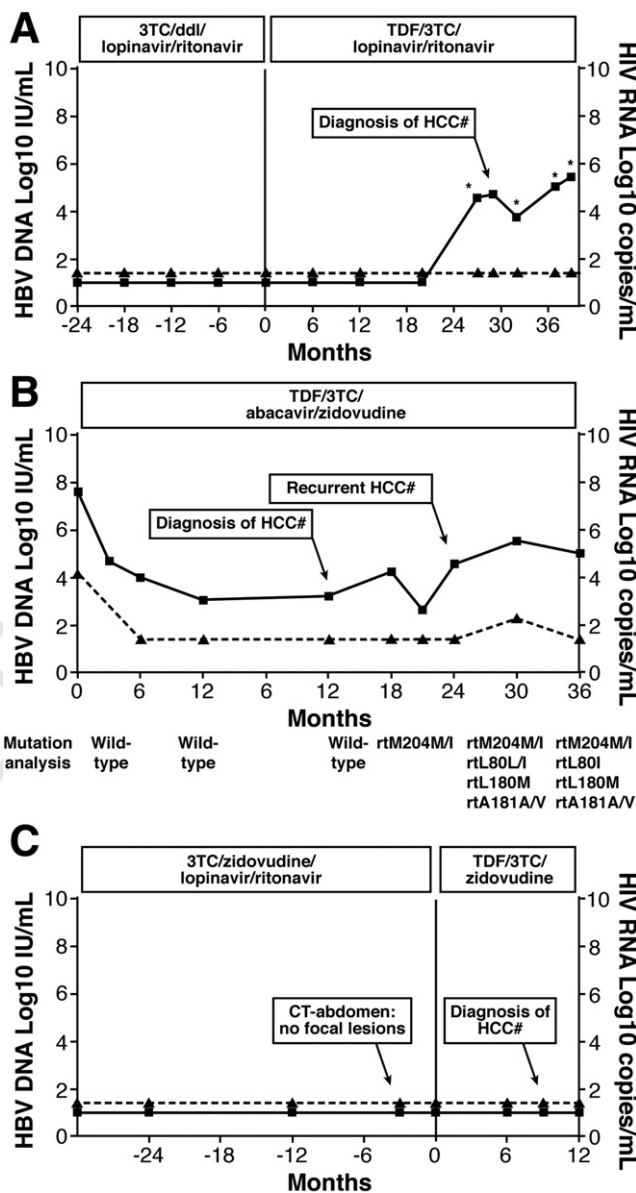 A
3TC/ddI/
lopinavir/ritonavir
TDF/3TC/
lopinavir/ritonavir
HBV DNA Log10 IU/mL
HIV RNA Log10 copies/mL
10
8
6
4
2
0
10
8
6
4
2
0
Diagnosis of HCC#
*
*
*
*
-24 -18 -12 -6 0 6 12 18 24 30 36
Months
B
TDF/3TC/
abacavir/zidovudine
HBV DNA Log10 IU/mL
HIV RNA Log10 copies/mL
10
8
6
4
2
0
10
8
6
4
2
0
Recurrent HCC#
Diagnosis of HCC#
0 6 12 6 12 18 24 30 36
Months
Mutation analysis
Wild-type
Wild-type
Wild-type
rtM204M/I
rtM204M/I
rtL80L/I
rtL180M
rtA181A/V
rtM204M/I
rtL80I
rtL180M
rtA181A/V
C
3TC/zidovudine/
lopinavir/ritonavir
TDF/3TC/
zidovudine
HBV DNA Log10 IU/mL
HIV RNA Log10 copies/mL
10
8
6
4
2
0
10
8
6
4
2
0
CT-abdomen:
no focal lesions
Diagnosis of
HCC#
-24 -12 -6 0 6 12
Months